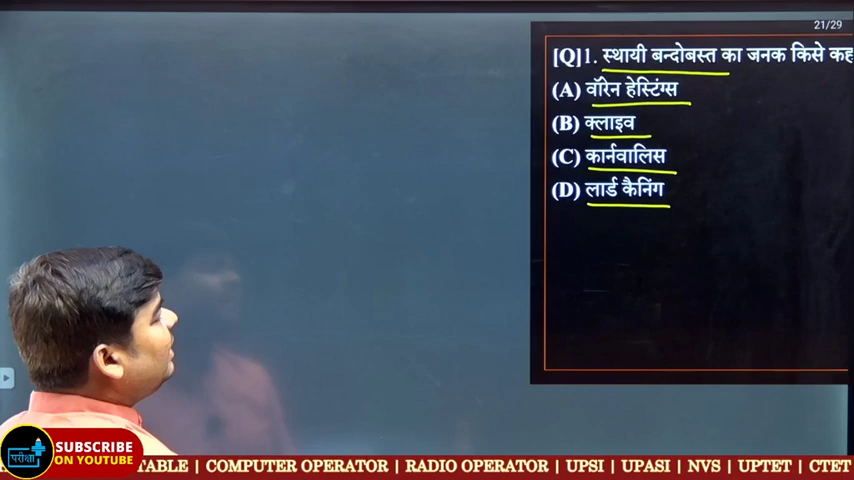 21/29
[Q]1. स्थायी बन्दोबस्त का जनक किसे कह
(A) वॉरेन हेस्टिंग्स
(B) क्लाइव
(C) कार्नवालिस
(D) लार्ड कैनिंग
परीक्षा
SUBSCRIBE
ON YOUTUBE
TABLE | COMPUTER OPERATOR | RADIO OPERATOR | UPSI | UPASI | NVS | UPTET | CTET